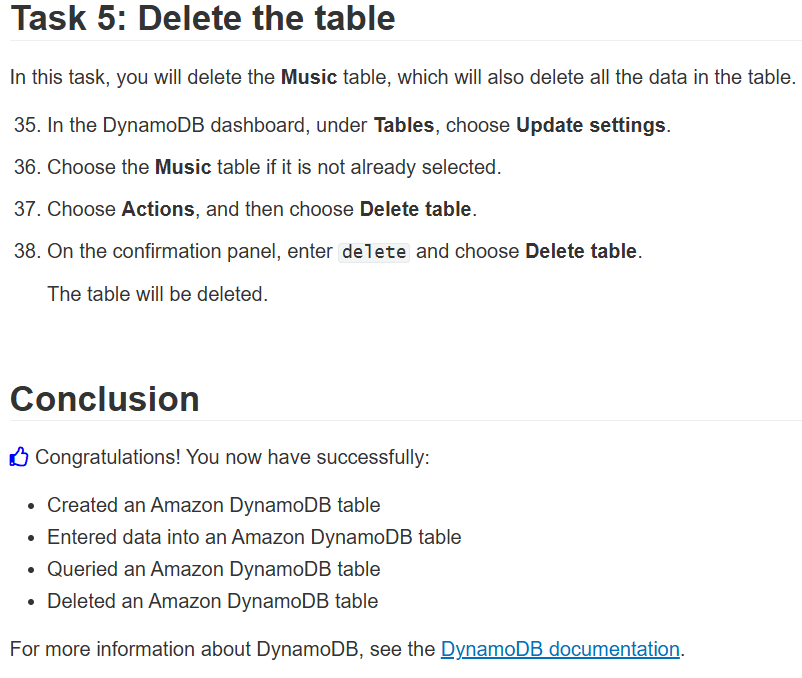 Task 5: Delete the table
In this task, you will delete the Music table, which will also delete all the data in the table.
35. In the DynamoDB dashboard, under Tables, choose Update settings.
36. Choose the Music table if it is not already selected.
37. Choose Actions, and then choose Delete table.
38. On the confirmation panel, enter delete and choose Delete table.
The table will be deleted.
Conclusion
Congratulations! You now have successfully:
• Created an Amazon DynamoDB table
• Entered data into an Amazon DynamoDB table
• Queried an Amazon DynamoDB table
• Deleted an Amazon DynamoDB table
For more information about DynamoDB, see the DynamoDB documentation.